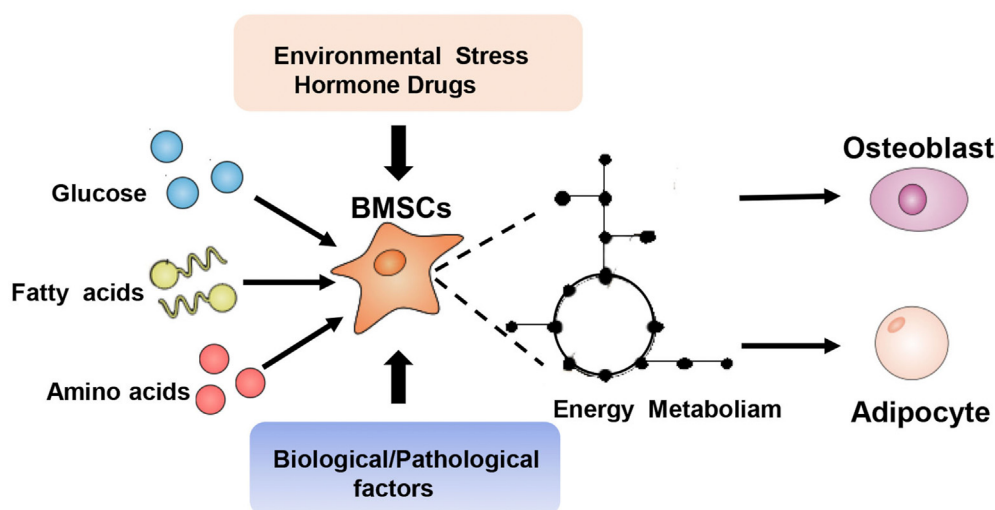 Environmental Stress
Hormone Drugs
Glucose
BMSCs
Osteoblast
Fatty acids
Amino acids
Energy Metaboliam
Adipocyte
Biological/Pathological
factors